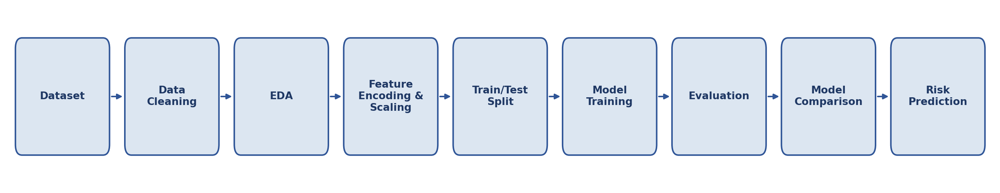 Dataset
Data
Cleaning
EDA
Feature
Encoding &
Scaling
Train/Test
Split
Model
Training
Evaluation
Model
Comparison
Risk
Prediction